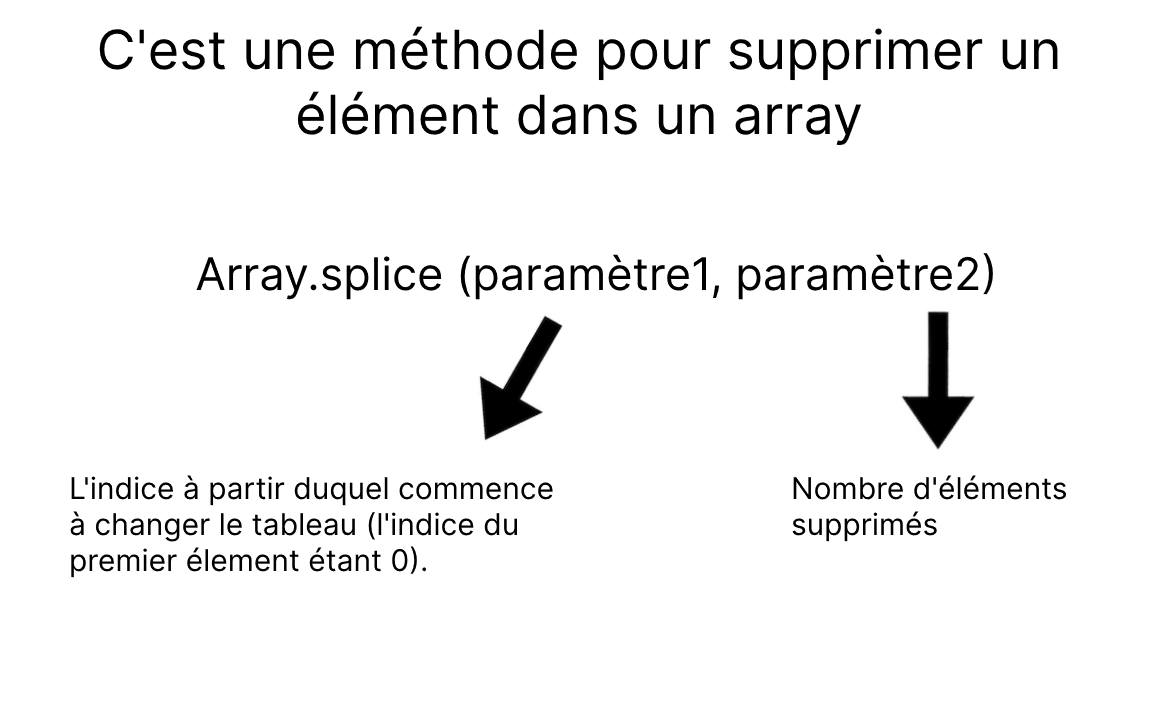 C'est une méthode pour supprimer un
élément dans un array
Array.splice (paramètre1, paramètre2)
L'indice à partir duquel commence
à changer le tableau (l'indice du
premier élement étant 0).
Nombre d'éléments
supprimés